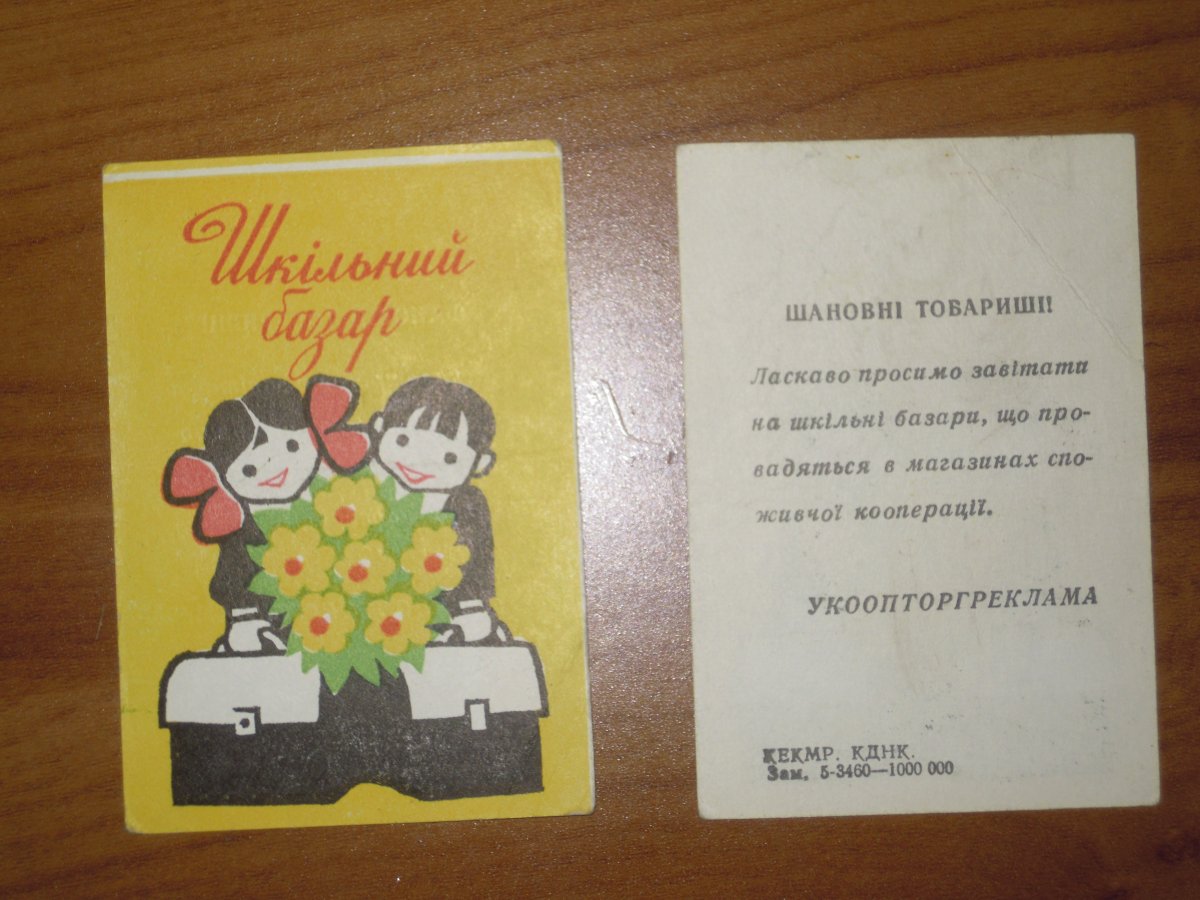 Шкільний
базар
ШАНОВНІ ТОВАРИШІ!
Ласкаво просимо завітати
на шкільні базари, що про-
вадяться в магазинах спо-
живчої кооперації.
УКООПТОРГРЕКЛАМА
КЕКМР. КДНК.
Зам. 5-3460—1000 000